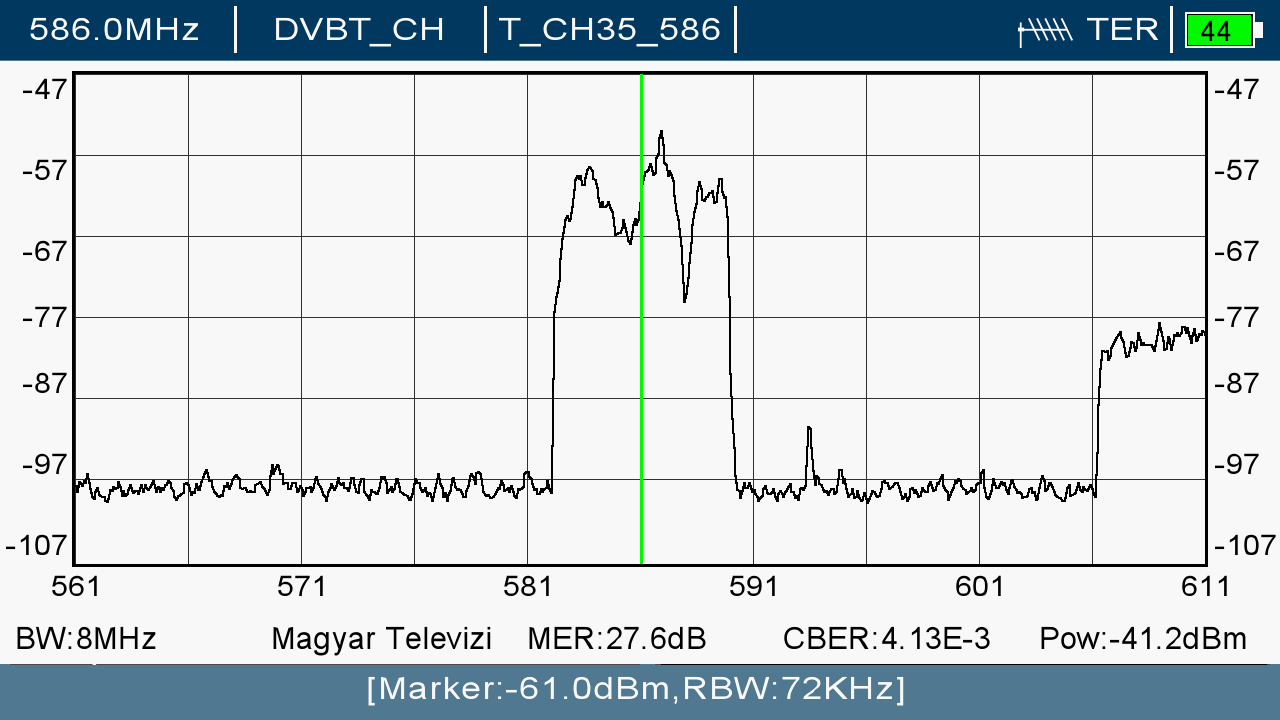 586.0MHz DVBT_CH T_CH35_586 TER 44
-47 -47
-57 -57
-67 -67
-77 -77
-87 -87
-97 -97
-107 -107
561 571 581 591 601 611
BW:8MHz Magyar Televizi MER:27.6dB CBER:4.13E-3 Pow:-41.2dBm
[Marker:-61.0dBm,RBW:72KHz]